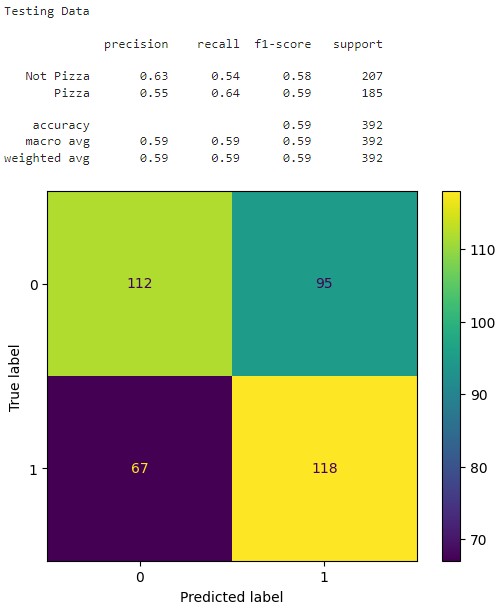 Testing Data
precision recall f1-score support
Not Pizza 0.63 0.54 0.58 207
Pizza 0.55 0.64 0.59 185
accuracy 0.59 392
macro avg 0.59 0.59 0.59 392
weighted avg 0.59 0.59 0.59 392
110
0 112 95
100
True label
90
1 67 118
80
70
0 1
Predicted label